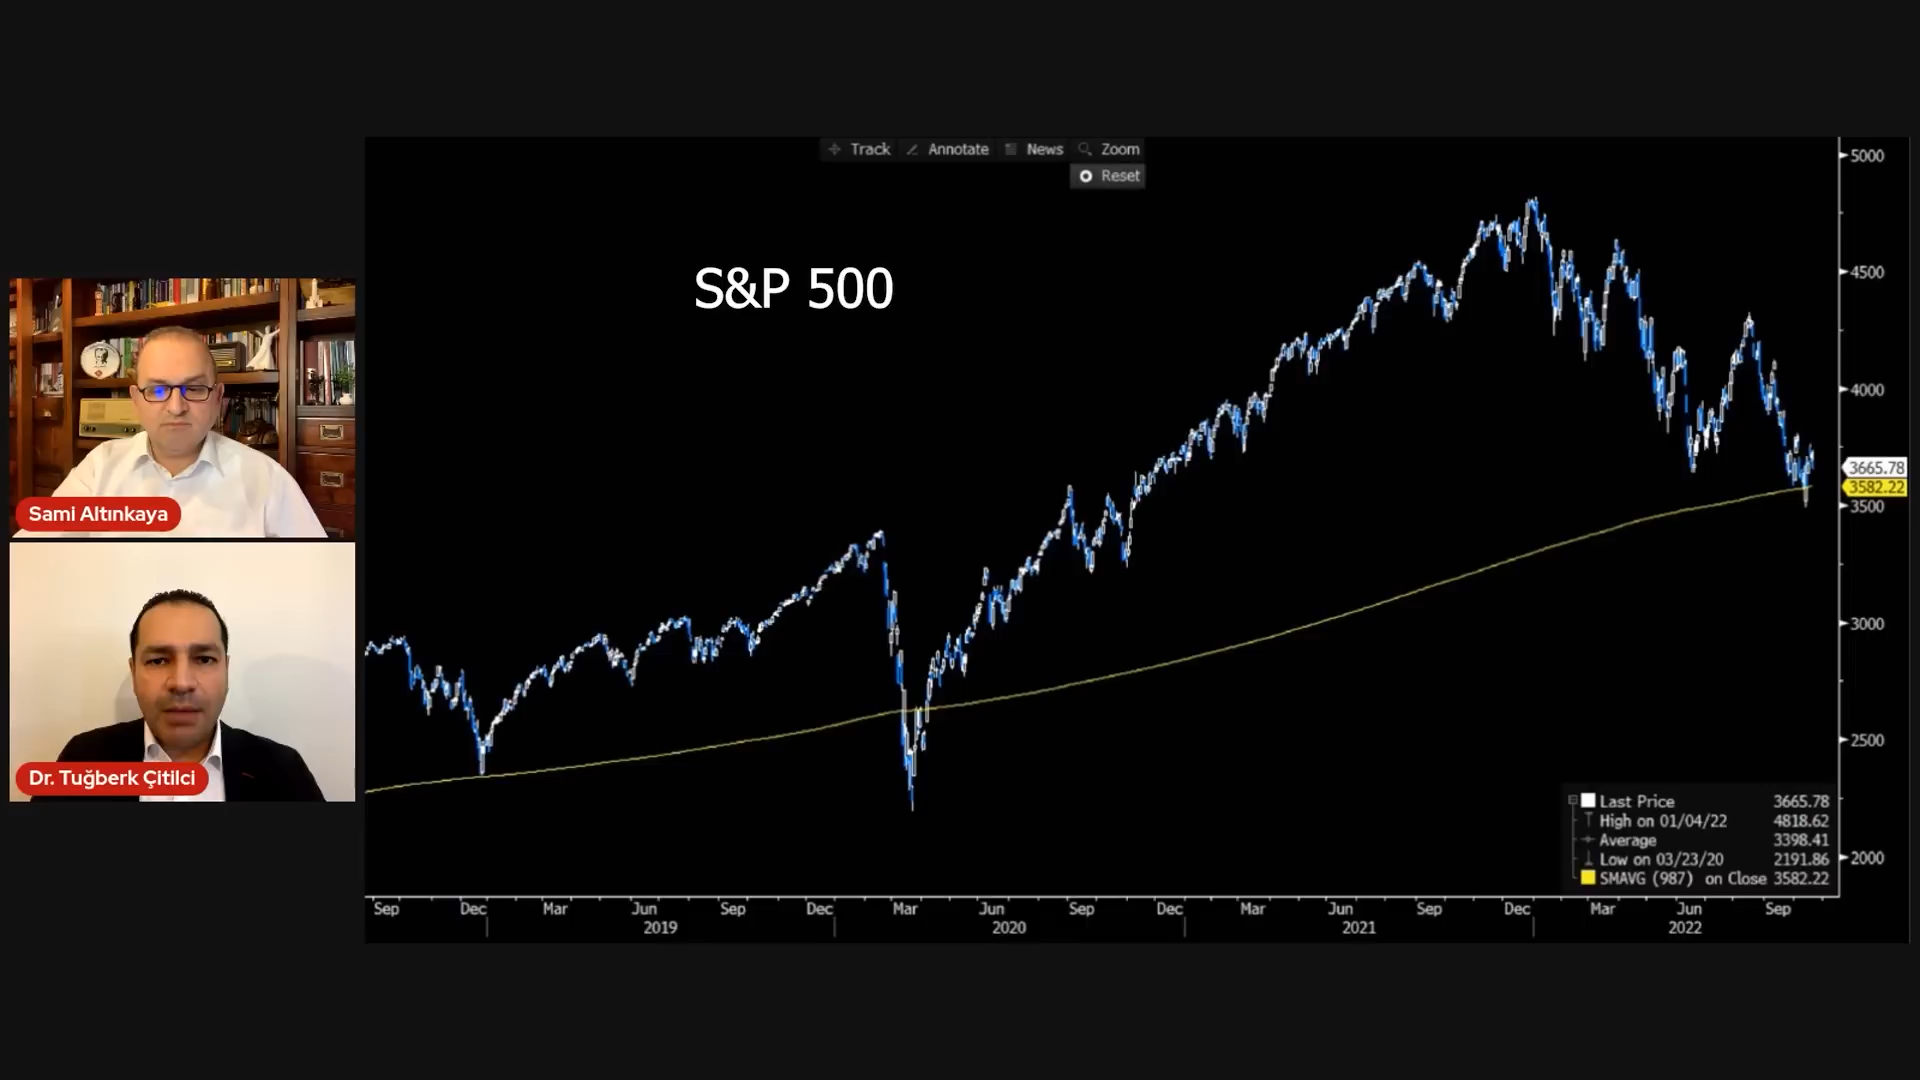 Track Annotate News Zoom
Reset
S&P 500
Sami Altınkaya
Dr. Tuğberk Çitilci
5000
4500
4000
3665.78
3582.22
3500
3000
2500
2000
Last Price 3665.78
High on 01/04/22 4818.62
Average 3398.41
Low on 03/23/20 2191.86
SMAVG (987) on Close 3582.22
Sep Dec Mar Jun Sep Dec Mar Jun Sep Dec Mar Jun Sep Dec Mar Jun Sep
2019 2020 2021 2022